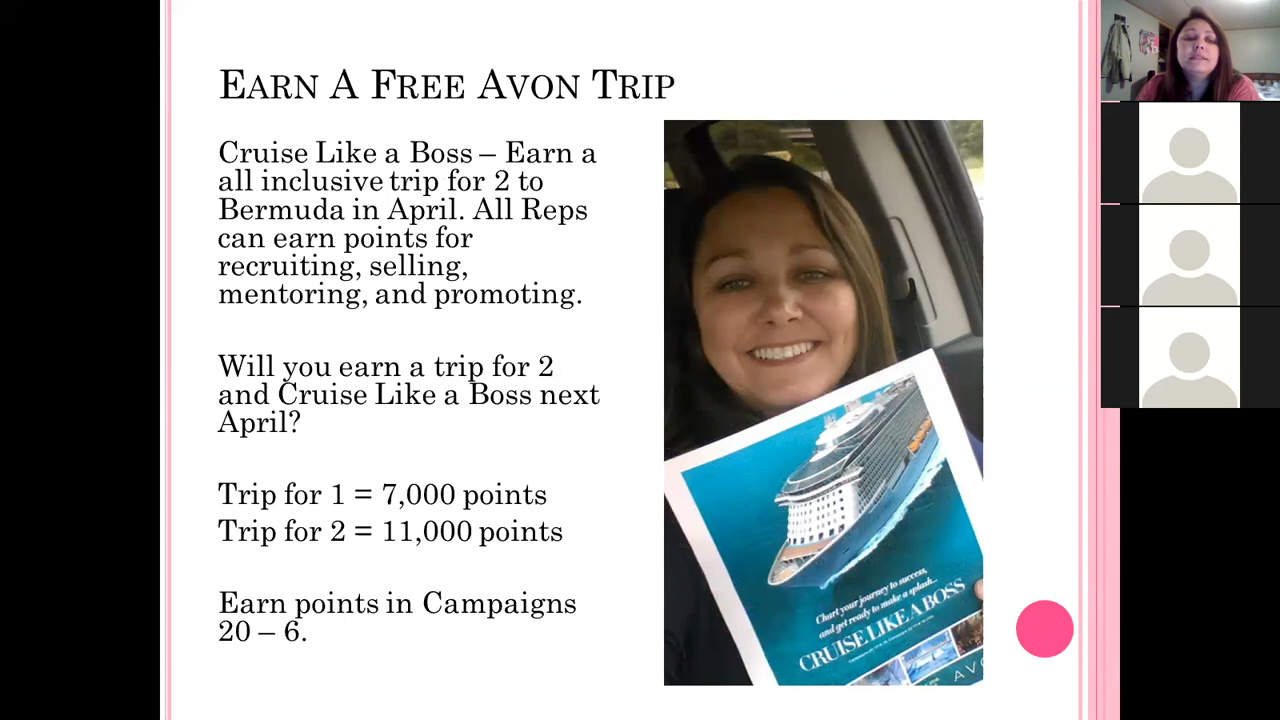 EARN A FREE AVON TRIP
Cruise Like a Boss – Earn a
all inclusive trip for 2 to
Bermuda in April. All Reps
can earn points for
recruiting, selling,
mentoring, and promoting.
Will you earn a trip for 2
and Cruise Like a Boss next
April?
Trip for 1 = 7,000 points
Trip for 2 = 11,000 points
Earn points in Campaigns
20 – 6.
Chart your journey to success,
and get ready to make a splash...
CRUISE LIKE A BOSS
AVO